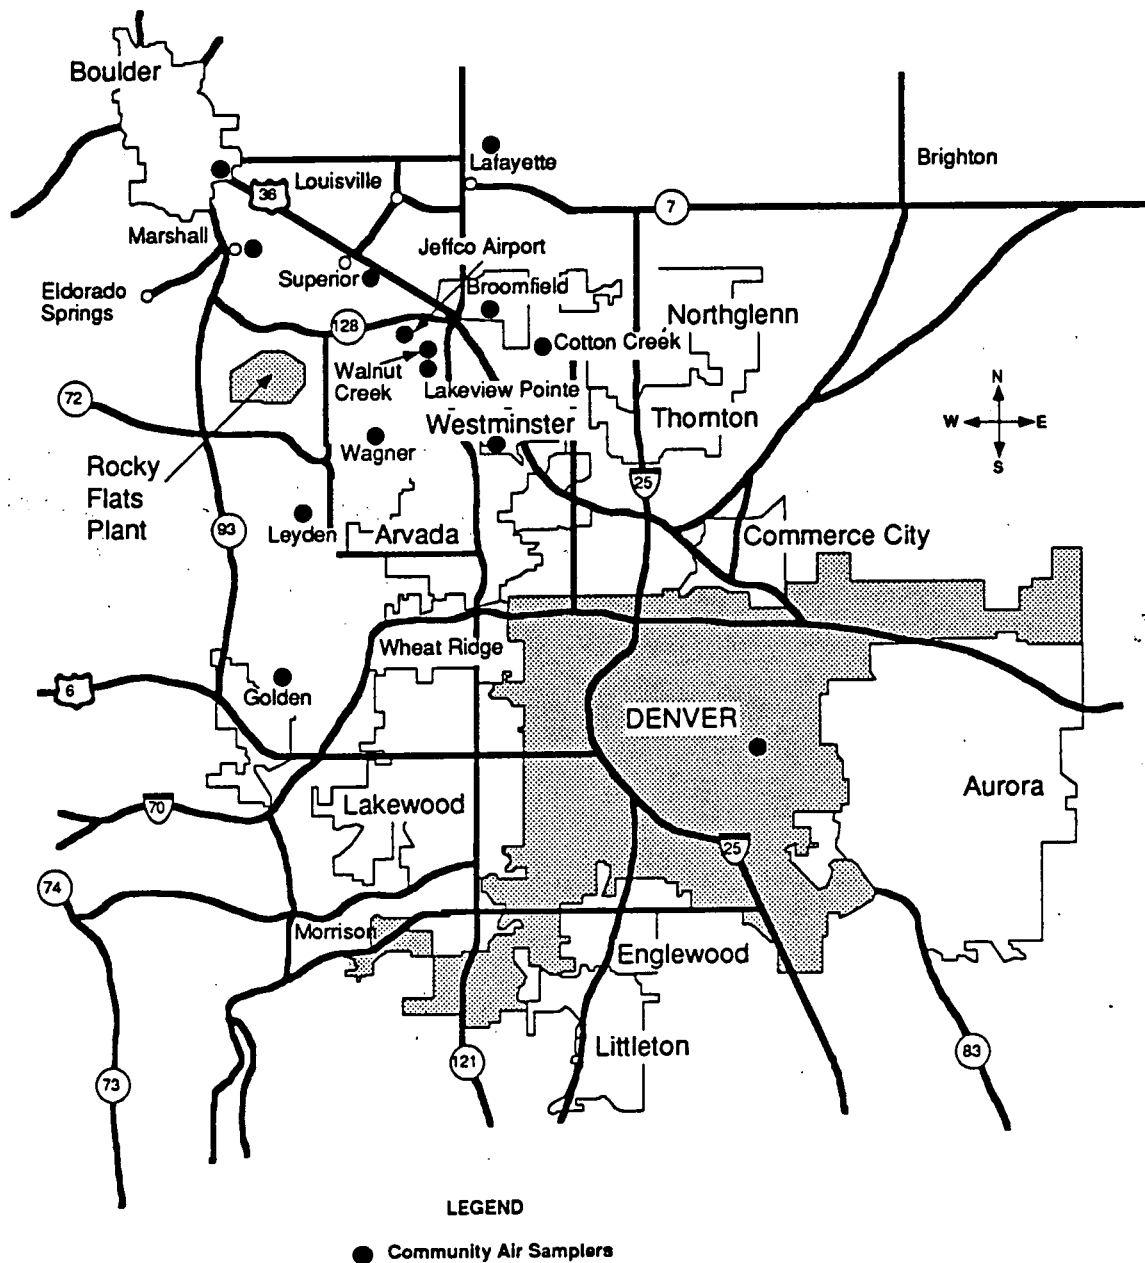 Boulder
Lafayette
Brighton
Louisville
36
7
Marshall
Jeffco Airport
Superior
Broomfield
Eldorado
Springs
Northglenn
128
Cotton Creek
Walnut
Creek
Lakeview Pointe
N
W
E
S
72
Westminster
Thornton
Wagner
Rocky
Flats
Plant
25
93
Leyden
Arvada
Commerce City
Wheat Ridge
6
Golden
DENVER
70
Lakewood
Aurora
25
74
Morrison
Englewood
Littleton
121
83
73
LEGEND
Community Air Samplers